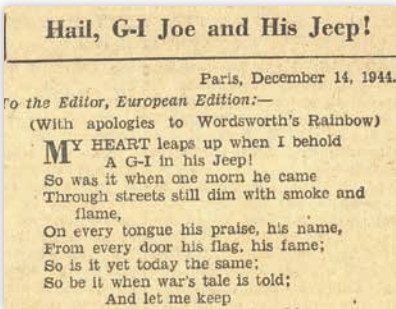 Hail, G-I Joe and His Jeep!
Paris, December 14, 1944.
To the Editor, European Edition:—
(With apologies to Wordsworth's Rainbow)
MY HEART leaps up when I behold
A G-I in his Jeep!
So was it when one morn he came
Through streets still dim with smoke and
flame,
On every tongue his praise, his name,
From every door his flag, his fame;
So is it yet today the same;
So be it when war's tale is told;
And let me keep